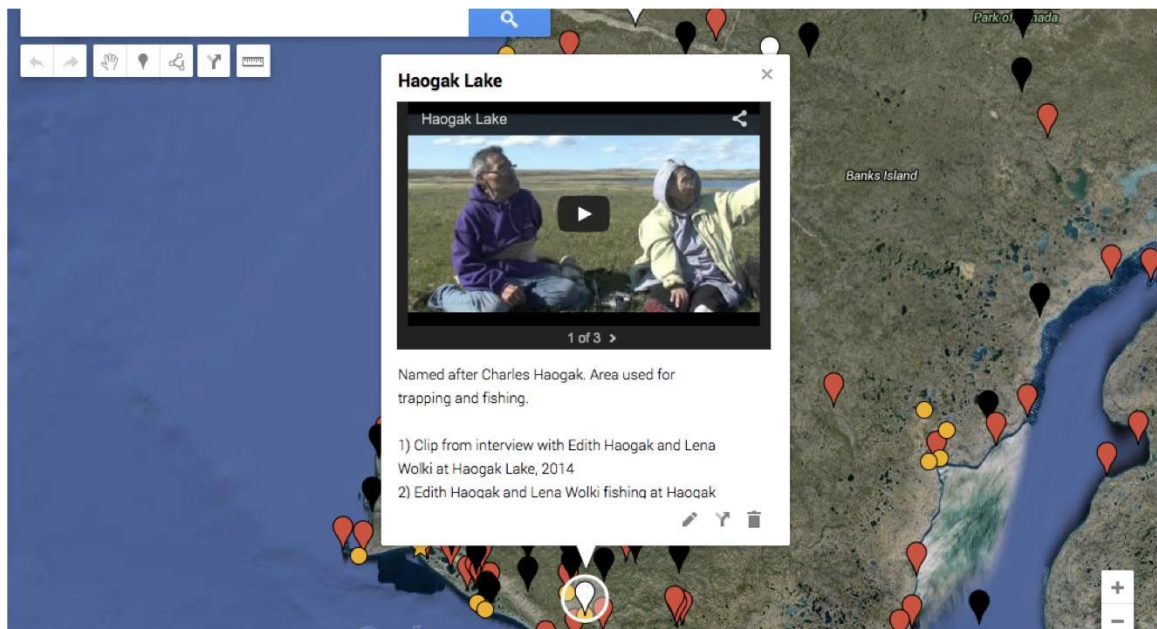 Park of
Haogak Lake
Haogak Lake
Banks Island
1 of 3
Named after Charles Haogak. Area used for
trapping and fishing.
1) Clip from interview with Edith Haogak and Lena
Wolki at Haogak Lake, 2014
2) Edith Haogak and Lena Wolki fishing at Haogak